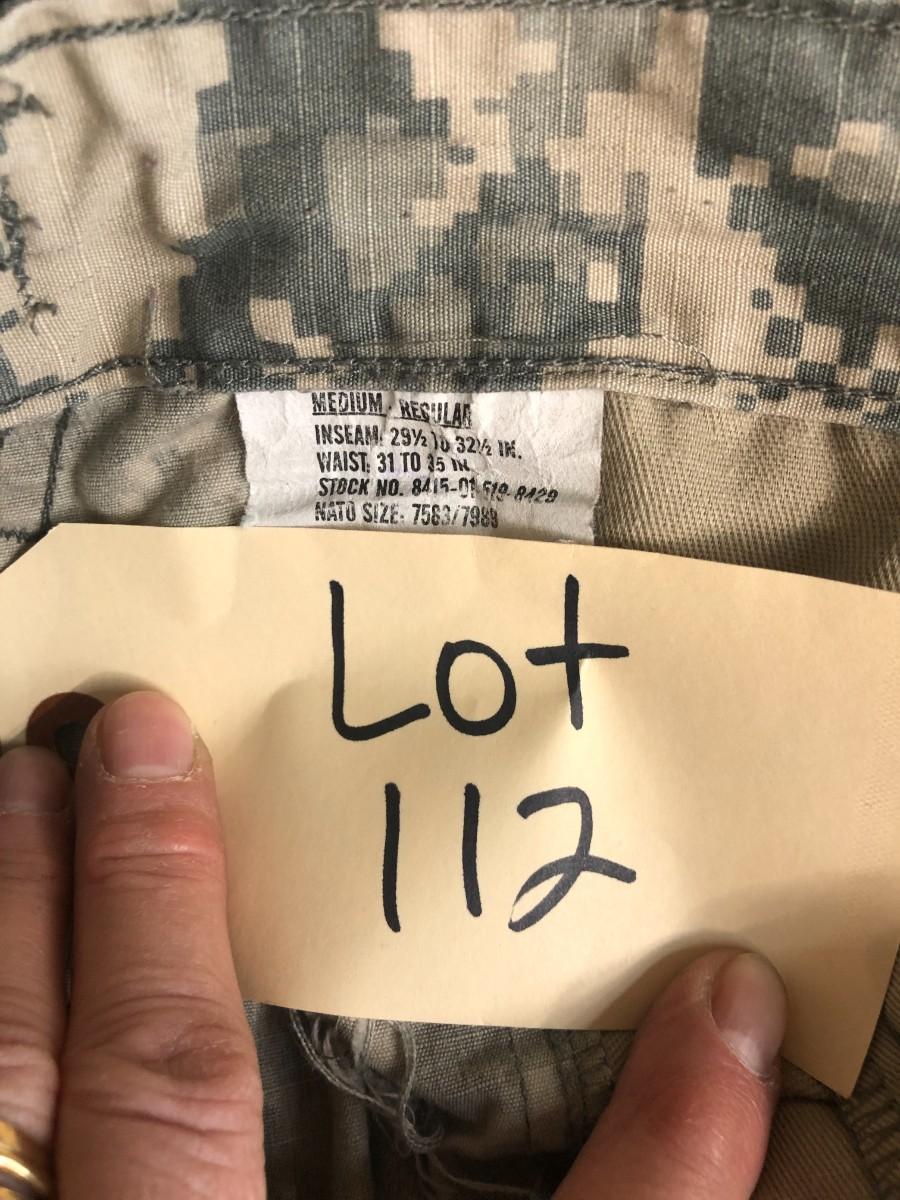 MEDIUM - REGULAR
INSEAM: 29½ TO 32½ IN.
WAIST: 31 TO 35 IN.
STOCK NO. 8415-01-519-8429
NATO SIZE: 7583/7989
Lot
112